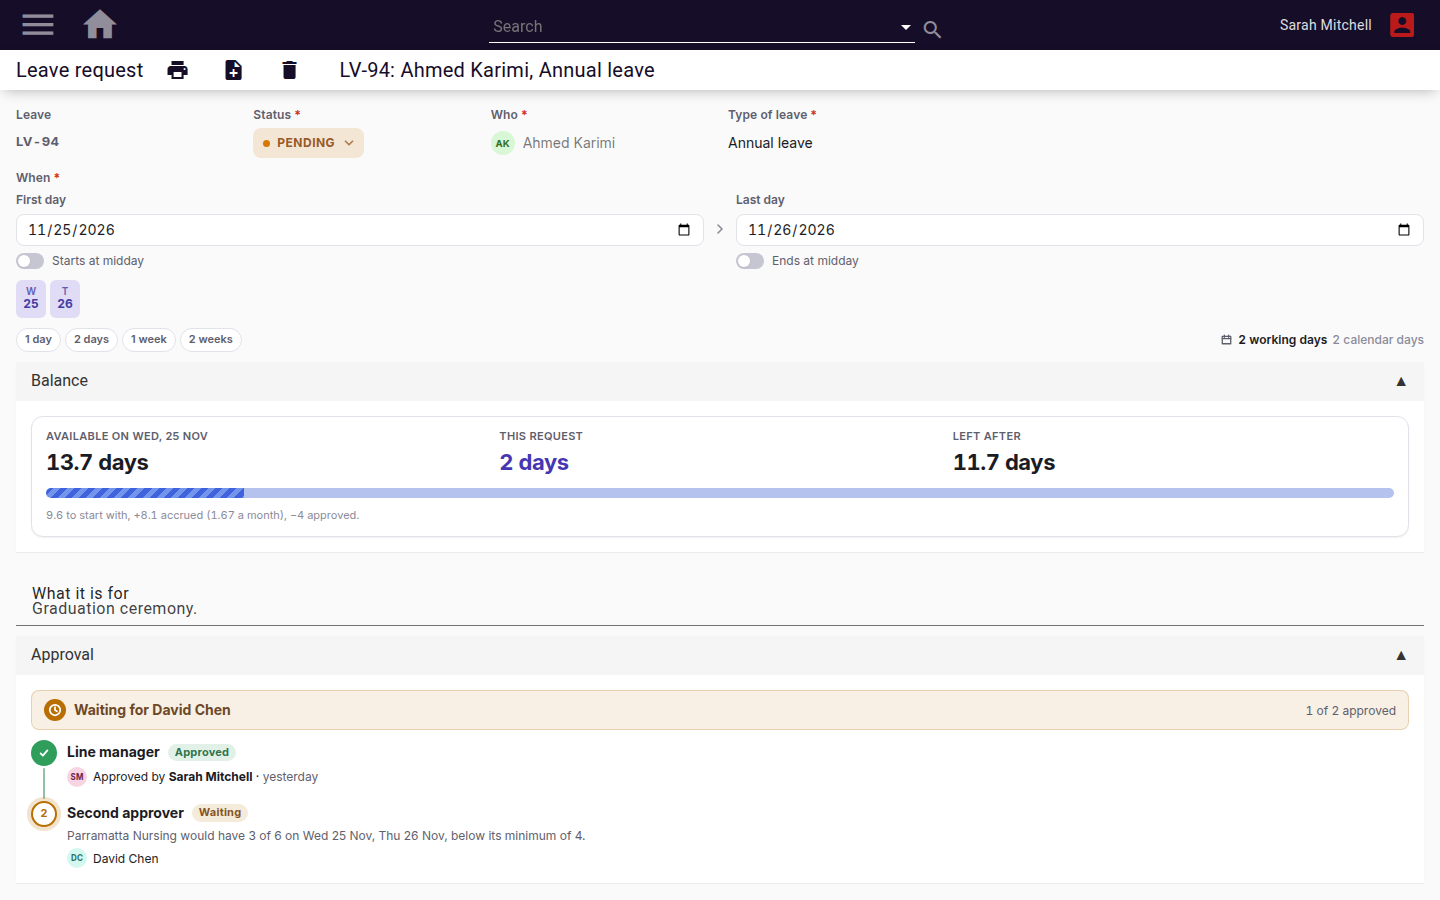 Search
Sarah Mitchell
Leave request
LV-94: Ahmed Karimi, Annual leave
Leave
Status *
Who *
Type of leave *
LV-94
PENDING
AK Ahmed Karimi
Annual leave
When *
First day
Last day
11/25/2026
11/26/2026
Starts at midday
Ends at midday
W
25
T
26
1 day
2 days
1 week
2 weeks
2 working days 2 calendar days
Balance
AVAILABLE ON WED, 25 NOV
THIS REQUEST
LEFT AFTER
13.7 days
2 days
11.7 days
9.6 to start with, +8.1 accrued (1.67 a month), −4 approved.
What it is for
Graduation ceremony.
Approval
Waiting for David Chen
1 of 2 approved
Line manager Approved
SM Approved by Sarah Mitchell · yesterday
2 Second approver Waiting
Parramatta Nursing would have 3 of 6 on Wed 25 Nov, Thu 26 Nov, below its minimum of 4.
DC David Chen